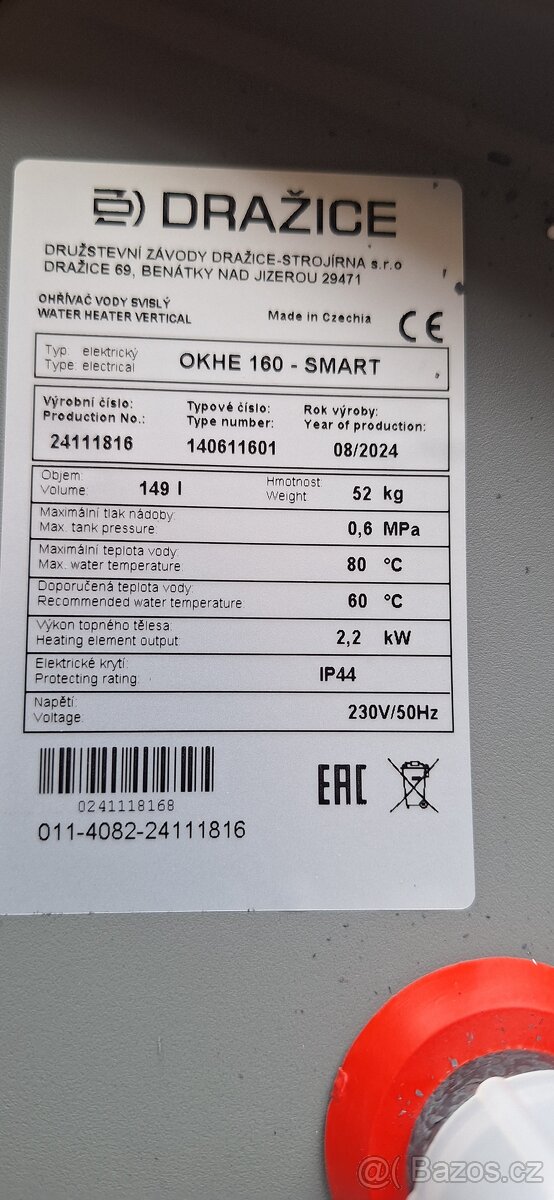 DRAŽICE
DRUŽSTEVNÍ ZÁVODY DRAŽICE-STROJÍRNA s.r.o
DRAŽICE 69, BENÁTKY NAD JIZEROU 29471
OHŘÍVAČ VODY SVISLÝ
WATER HEATER VERTICAL
Made in Czechia
CE
Typ: elektrický
Type: electrical
OKHE 160 - SMART
Výrobní číslo:
Production No.:
24111816
Typové číslo:
Type number:
140611601
Rok výroby:
Year of production:
08/2024
Objem:
Volume:
149 l
Hmotnost:
Weight:
52 kg
Maximální tlak nádoby:
Max. tank pressure:
0,6 MPa
Maximální teplota vody:
Max. water temperature:
80 °C
Doporučená teplota vody:
Recommended water temperature
60 °C
Výkon topného tělesa:
Heating element output:
2,2 kW
Elektrické krytí:
Protecting rating:
IP44
Napětí:
Voltage:
230V/50Hz
0241118168
EAC
011-4082-24111816
@ Bazos.cz